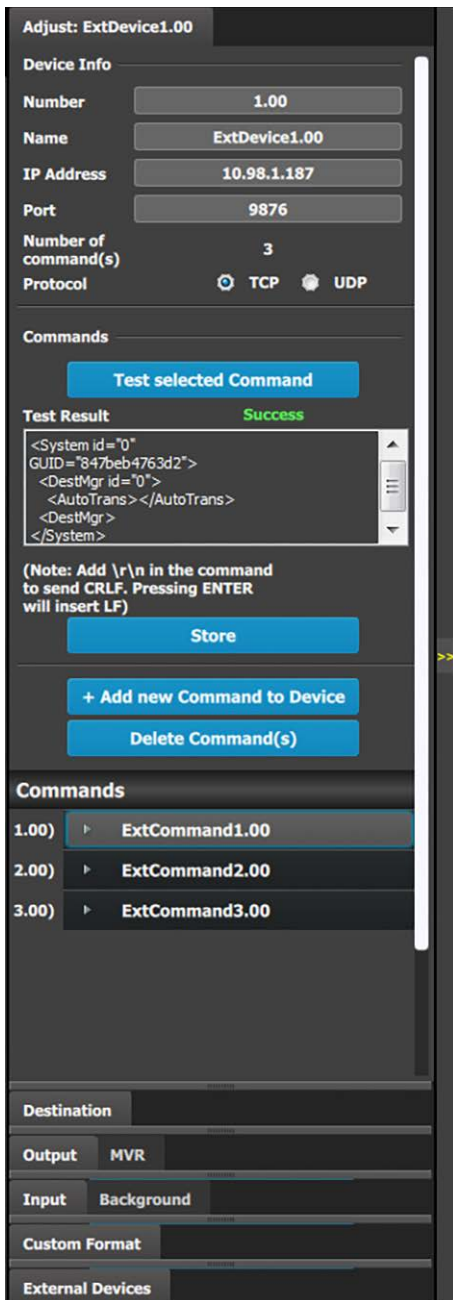 Adjust: ExtDevice1.00
Device Info
Number 1.00
Name ExtDevice1.00
IP Address 10.98.1.187
Port 9876
Number of
command(s) 3
Protocol TCP UDP
Commands
Test selected Command
Test Result Success
<System id="0"
GUID="847beb4763d2">
<DestMgr id="0">
<AutoTrans></AutoTrans>
<DestMgr>
</System>
(Note: Add \r\n in the command
to send CRLF. Pressing ENTER
will insert LF)
Store
>>
+ Add new Command to Device
Delete Command(s)
Commands
1.00) ExtCommand1.00
2.00) ExtCommand2.00
3.00) ExtCommand3.00
Destination
Output MVR
Input Background
Custom Format
External Devices